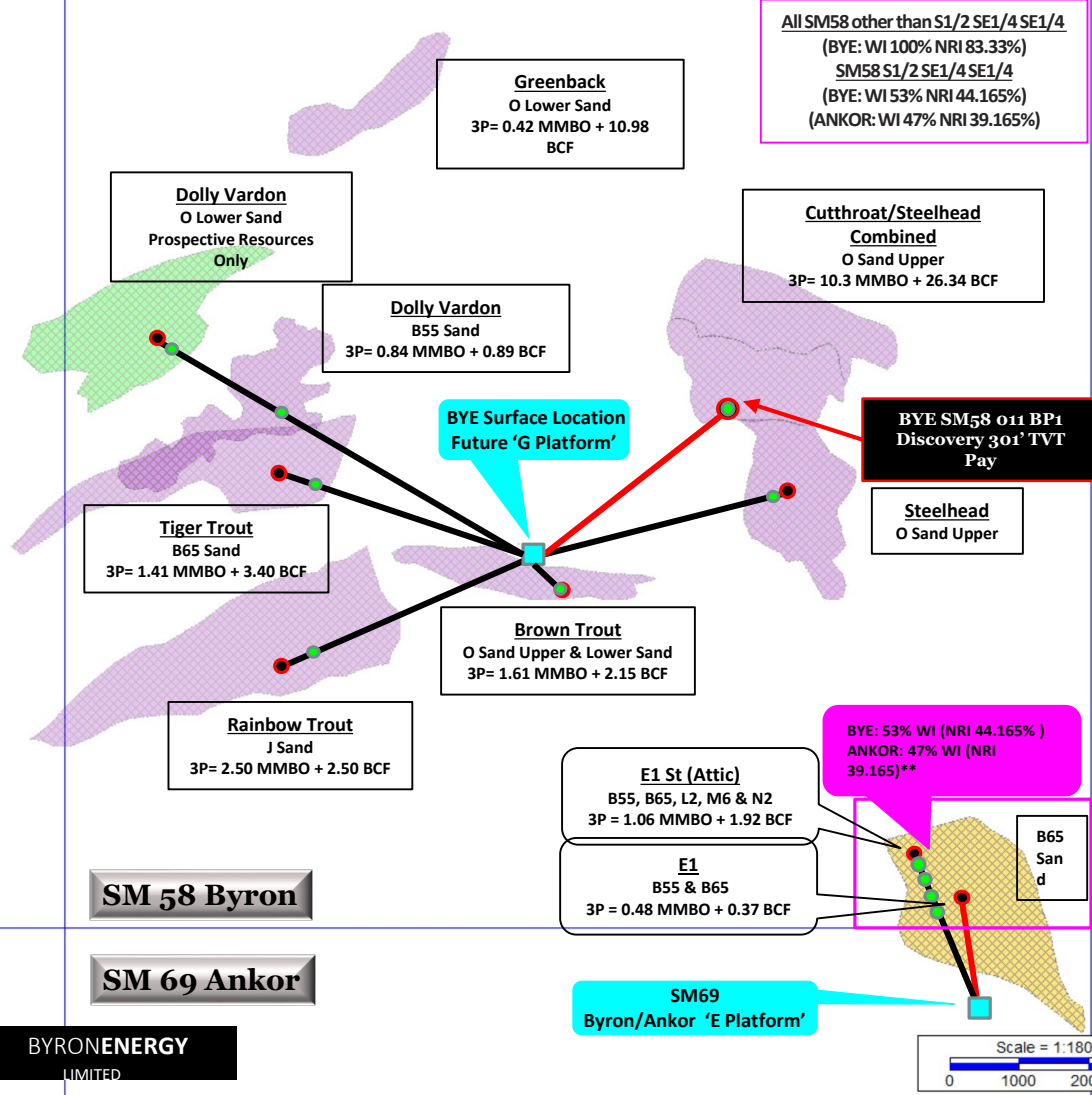 All SM58 other than S1/2 SE1/4 SE1/4
(BYE: WI 100% NRI 83.33%)
SM58 S1/2 SE1/4 SE1/4
(BYE: WI 53% NRI 44.165%)
(ANKOR: WI 47% NRI 39.165%)
Greenback
O Lower Sand
3P= 0.42 MMBO + 10.98
BCF
Dolly Vardon
O Lower Sand
Prospective Resources
Only
Cutthroat/Steelhead
Combined
O Sand Upper
3P= 10.3 MMBO + 26.34 BCF
Dolly Vardon
B55 Sand
3P= 0.84 MMBO + 0.89 BCF
BYE Surface Location
Future ‘G Platform’
BYE SM58 011 BP1
Discovery 301’ TVT
Pay
Steelhead
O Sand Upper
Tiger Trout
B65 Sand
3P= 1.41 MMBO + 3.40 BCF
Brown Trout
O Sand Upper & Lower Sand
3P= 1.61 MMBO + 2.15 BCF
Rainbow Trout
J Sand
3P= 2.50 MMBO + 2.50 BCF
BYE: 53% WI (NRI 44.165% )
ANKOR: 47% WI (NRI
39.165)**
E1 St (Attic)
B55, B65, L2, M6 & N2
3P = 1.06 MMBO + 1.92 BCF
B65
San
d
E1
B55 & B65
3P = 0.48 MMBO + 0.37 BCF
SM 58 Byron
SM 69 Ankor
SM69
Byron/Ankor ‘E Platform’
BYRONENERGY
LIMITED
Scale = 1:180
0 1000 200